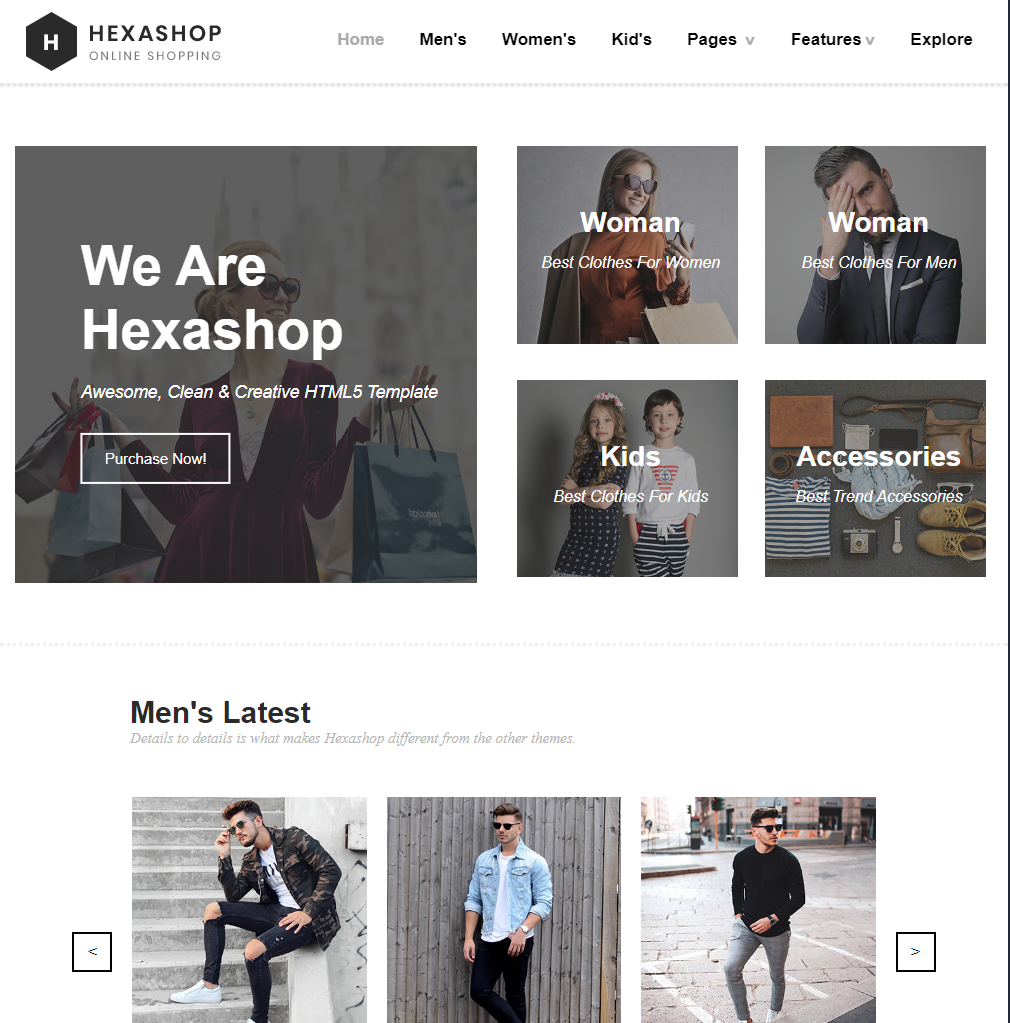 H
HEXASHOP
ONLINE SHOPPING
Home Men's Women's Kid's Pages v Features v Explore
We Are
Hexashop
Awesome, Clean & Creative HTML5 Template
Purchase Now!
Woman
Best Clothes For Women
Woman
Best Clothes For Men
Kids
Best Clothes For Kids
Accessories
Best Trend Accessories
Men's Latest
Details to details is what makes Hexashop different from the other themes.
<
>